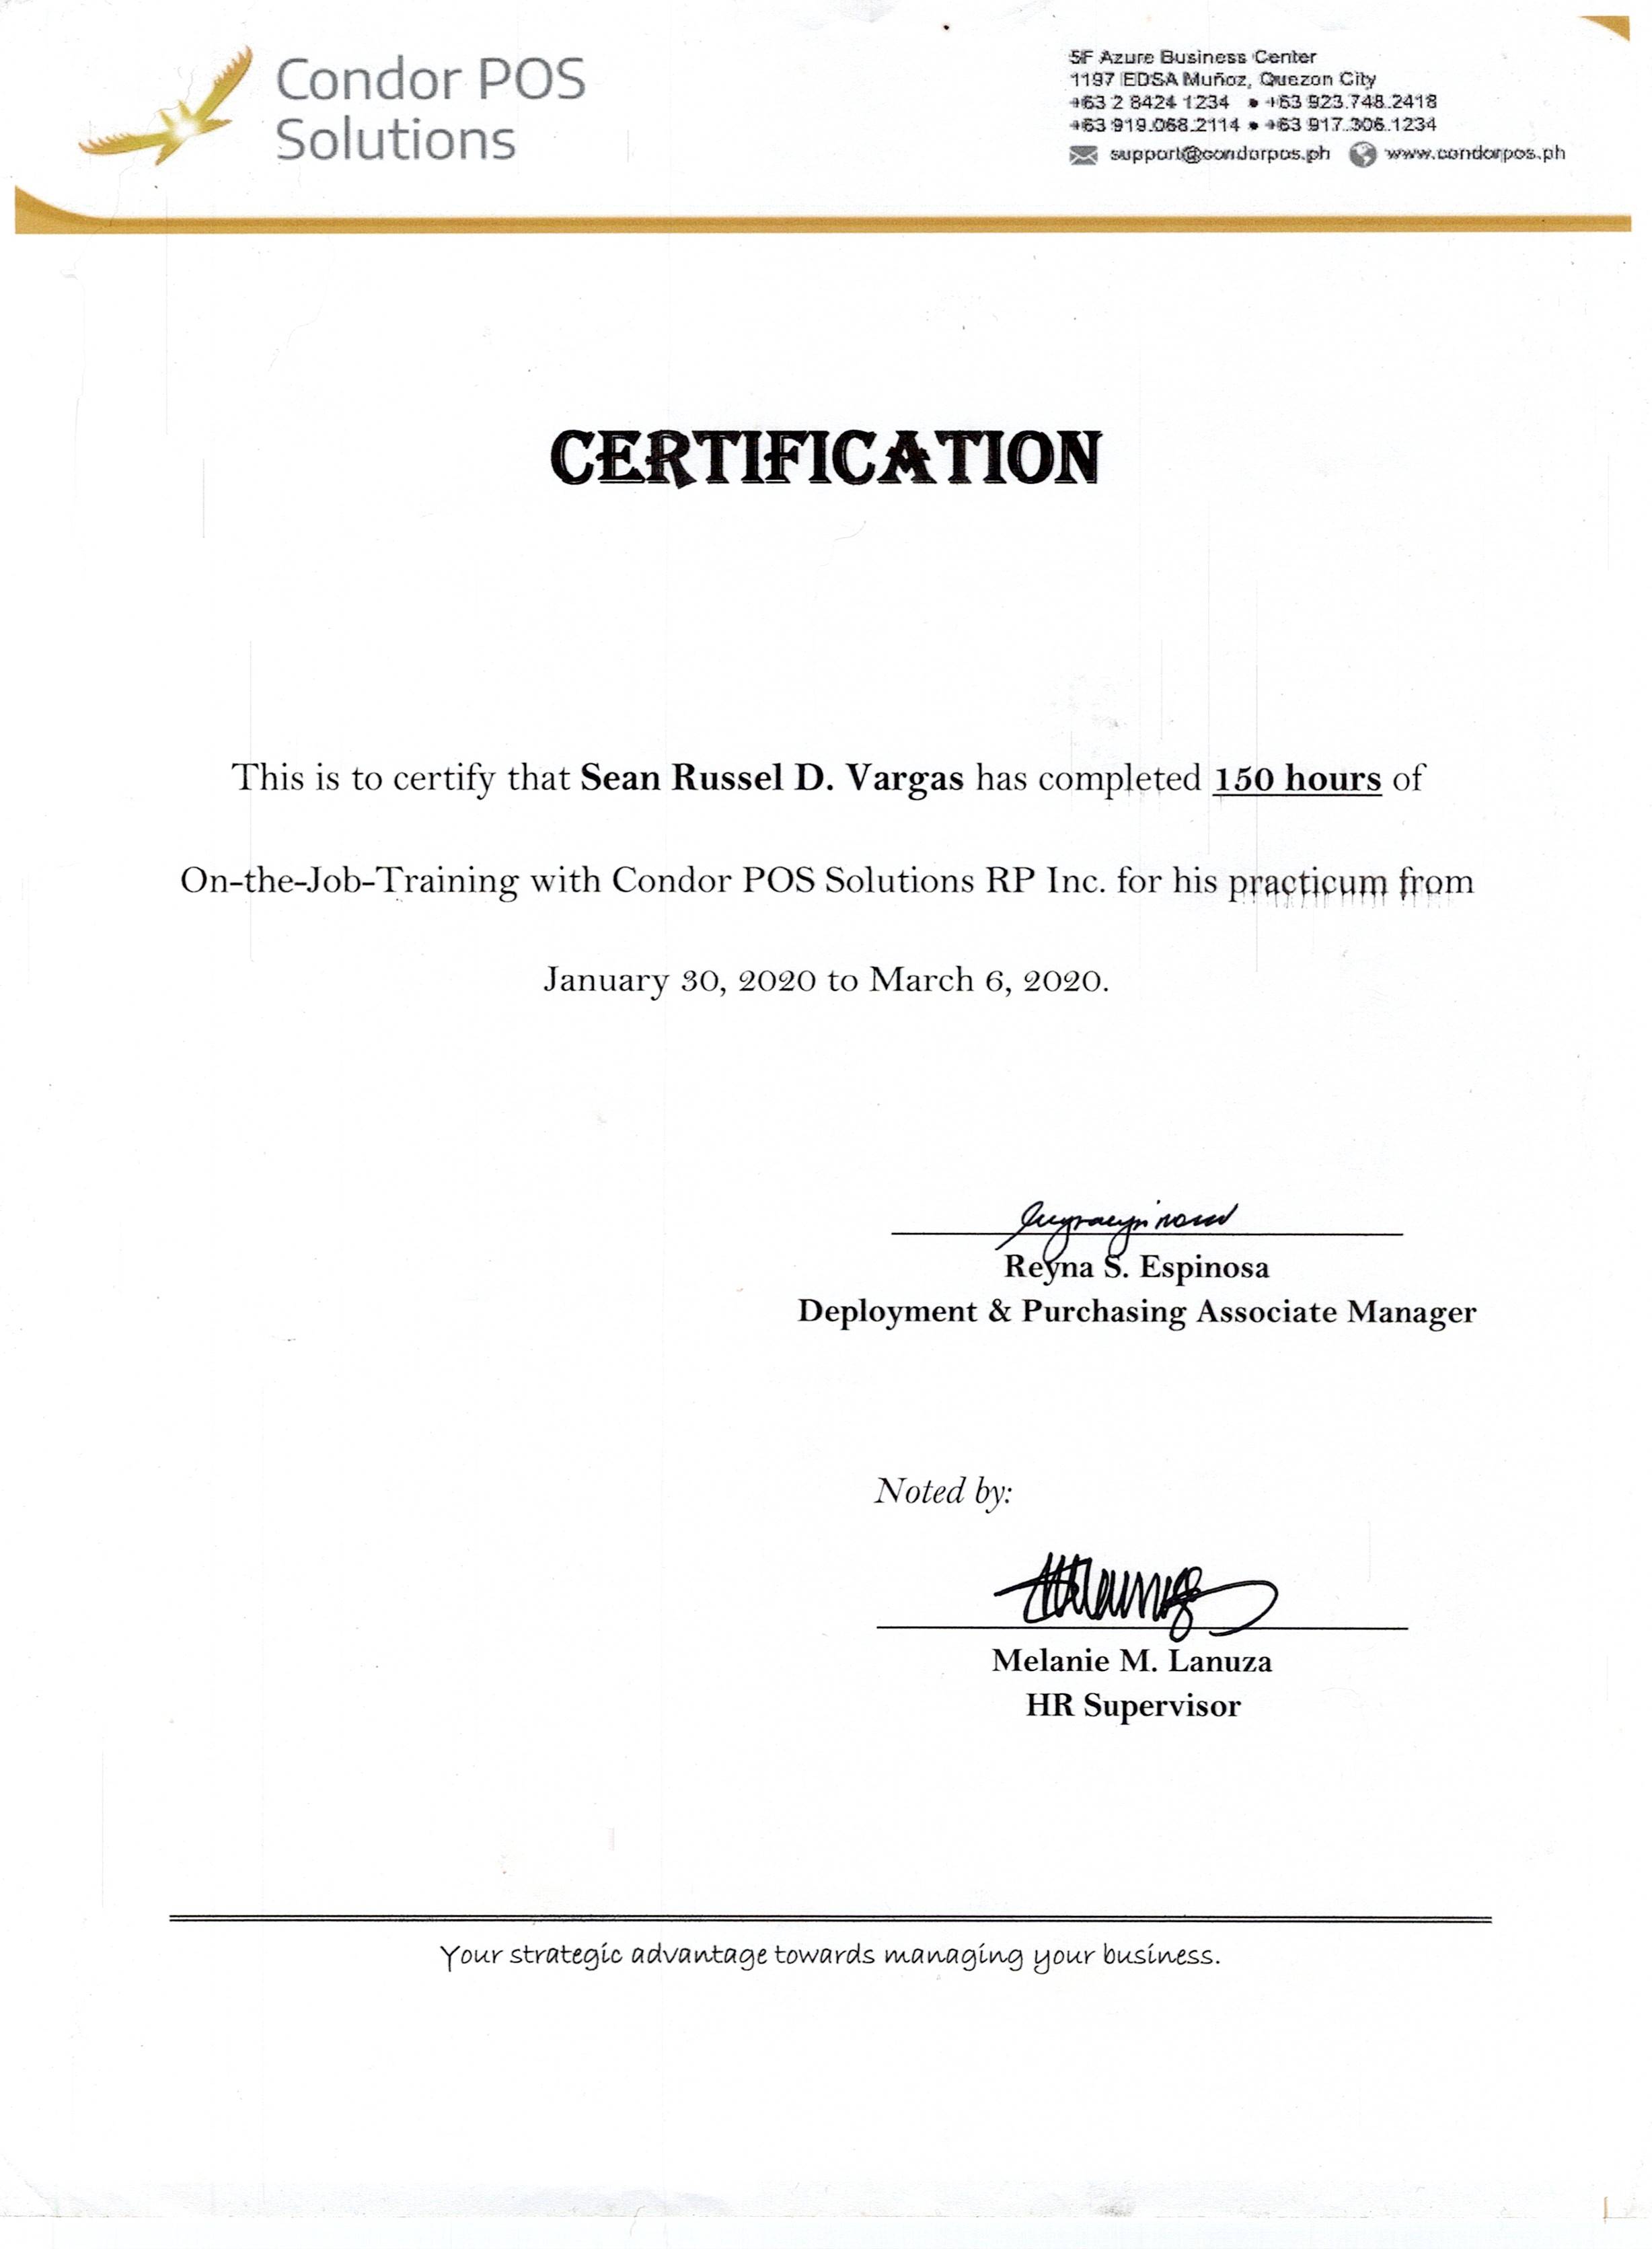 Condor POS
Solutions
5F Azure Business Center
1197 EDSA Muñoz, Quezon City
+63 2 8424 1234 • +63 923.748.2418
+63 919.068.2114 • +63 917.306.1234
support@condorpos.ph www.condorpos.ph
CERTIFICATION
This is to certify that Sean Russel D. Vargas has completed 150 hours of
On-the-Job-Training with Condor POS Solutions RP Inc. for his practicum from
January 30, 2020 to March 6, 2020.
Reyna S. Espinosa
Deployment & Purchasing Associate Manager
Noted by:
Melanie M. Lanuza
HR Supervisor
Your strategic advantage towards managing your business.